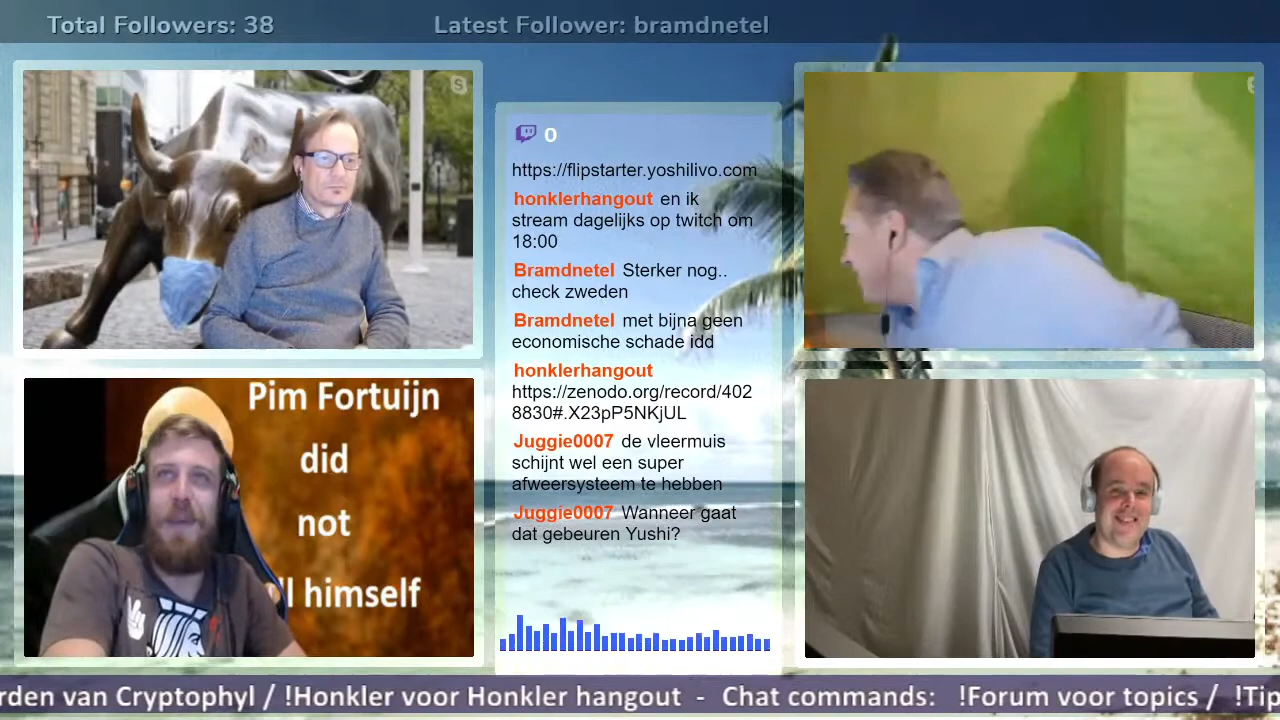 Total Followers: 38
Latest Follower: bramdnetel
0
https://flipstarter.yoshilivo.com
honklerhangout en ik
stream dagelijks op twitch om
18:00
Bramdnetel Sterker nog..
check zweden
Bramdnetel met bijna geen
economische schade idd
honklerhangout
https://zenodo.org/record/402
8830#.X23pP5NKjUL
Juggie0007 de vleermuis
schijnt wel een super
afweersysteem te hebben
Juggie0007 Wanneer gaat
dat gebeuren Yushi?
Pim Fortuijn
did
not
himself
rden van Cryptophyl / !Honkler voor Honkler hangout - Chat commands: !Forum voor topics / !Tip